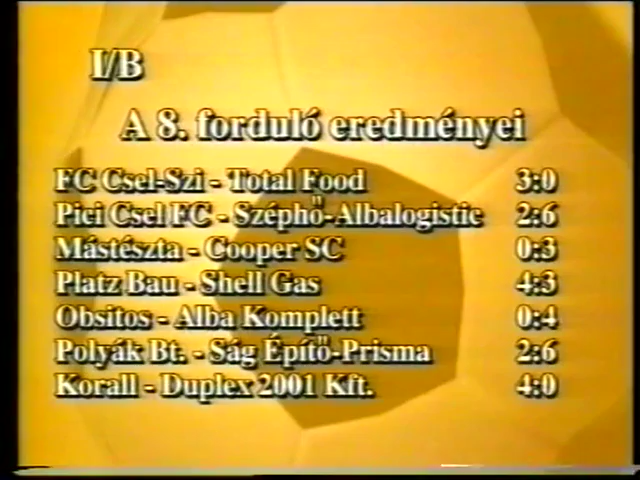 I/B
A 8. forduló eredményei
FC Csel-Szi - Total Food 3:0
Pici Csel FC - Széphő-Albalogistic 2:6
Mástészta - Cooper SC 0:3
Platz Bau - Shell Gas 4:3
Obsitos - Alba Komplett 0:4
Polyák Bt. - Ság Építő-Prisma 2:6
Korall - Duplex 2001 Kft. 4:0